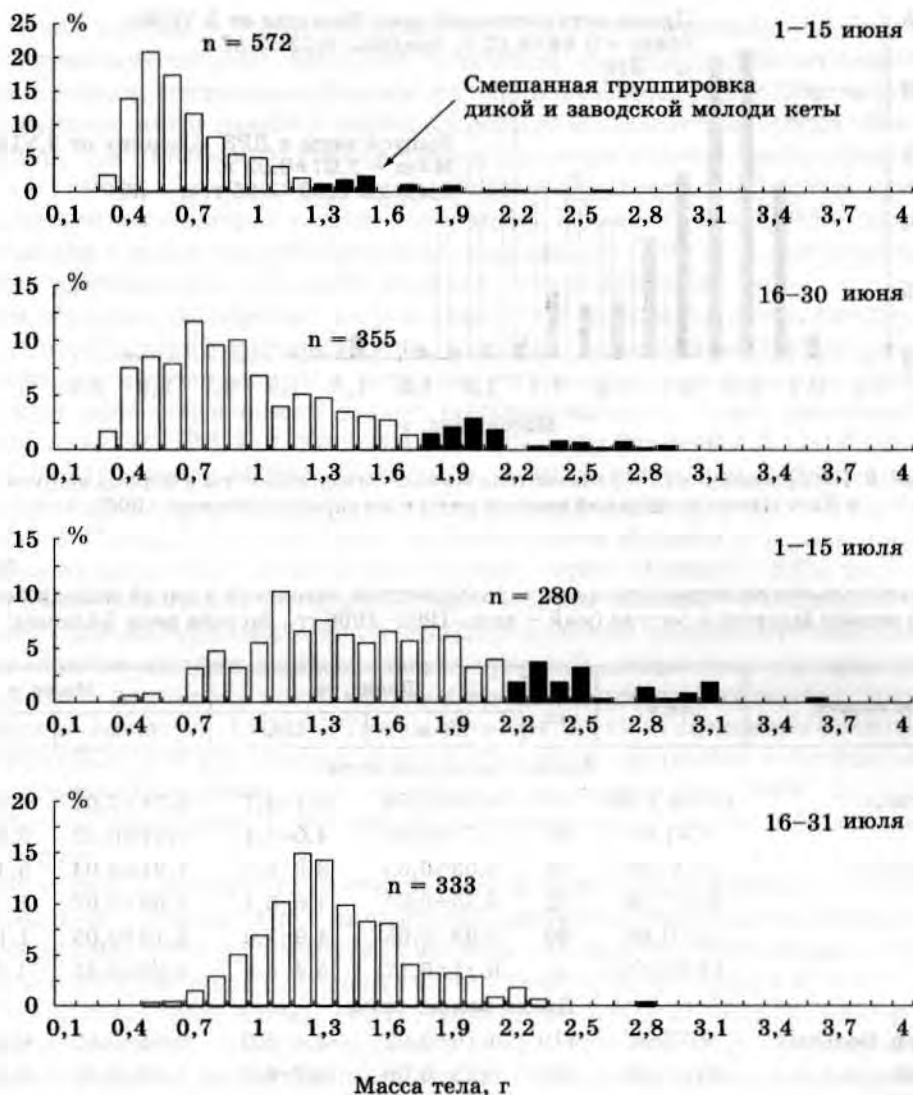 % 1–15 июня
25
n = 572
20
Смешанная группировка
дикой и заводской молоди кеты
15
10
5
0
0,1 0,4 0,7 1 1,3 1,6 1,9 2,2 2,5 2,8 3,1 3,4 3,7 4
% 16–30 июня
15
n = 355
10
5
0
0,1 0,4 0,7 1 1,3 1,6 1,9 2,2 2,5 2,8 3,1 3,4 3,7 4
% 1–15 июля
15
n = 280
10
5
0
0,1 0,4 0,7 1 1,3 1,6 1,9 2,2 2,5 2,8 3,1 3,4 3,7 4
% 16–31 июля
20
15
n = 333
10
5
0
0,1 0,4 0,7 1 1,3 1,6 1,9 2,2 2,5 2,8 3,1 3,4 3,7 4
Масса тела, г